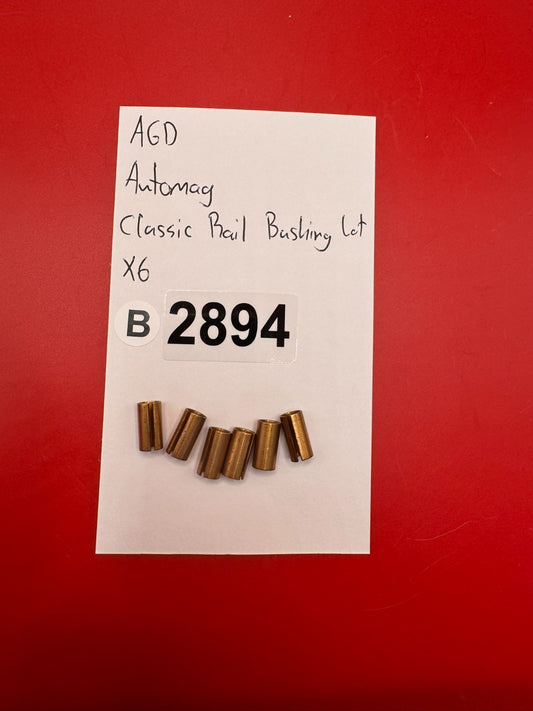 AGD
Automag
Classic Rail Bushing Lot
X6
B 2894